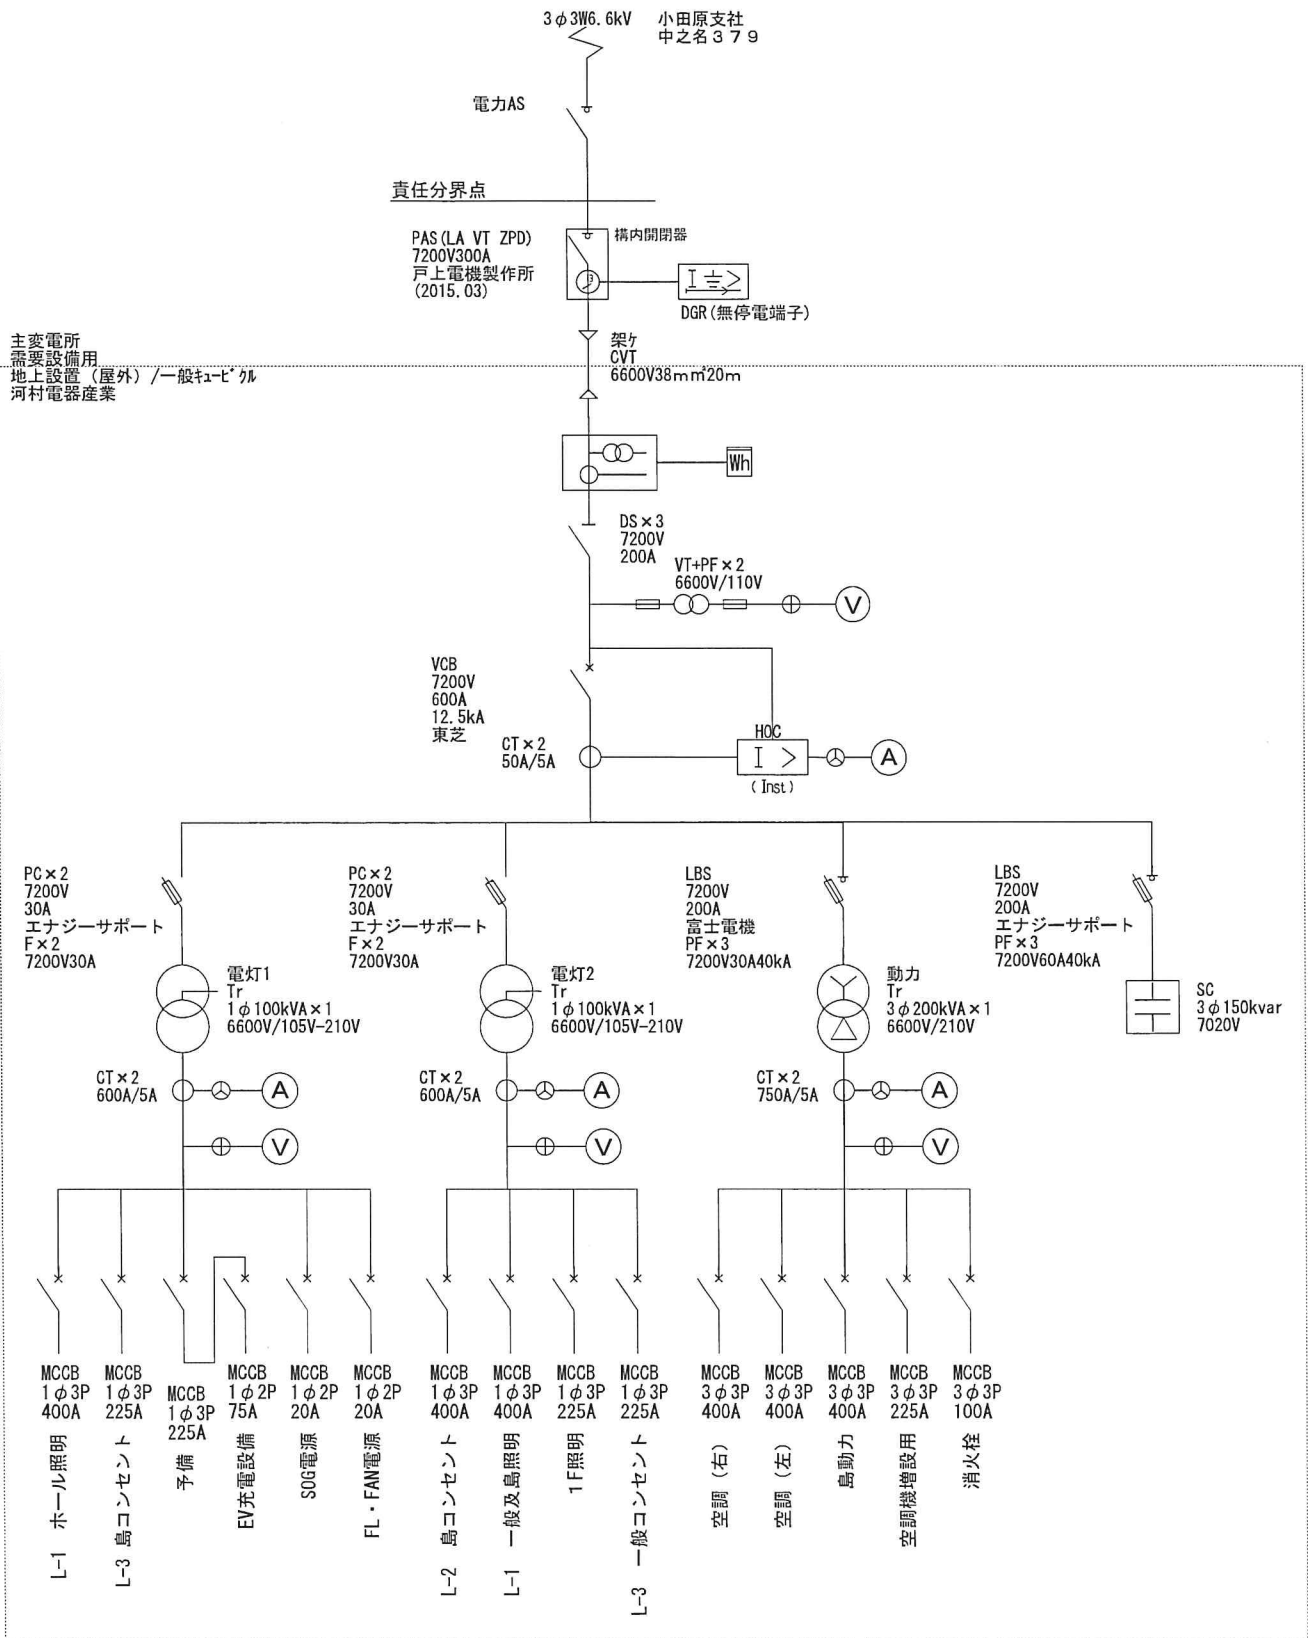 3φ3W6.6kV 小田原支社
中之名379
電力AS
責任分界点
PAS(LA VT ZPD)
7200V300A
戸上電機製作所
(2015.03)
構内開閉器
I >
DGR(無停電端子)
主変電所
需要設備用
地上設置（屋外）/一般ｷｭｰﾋﾞｸﾙ
河村電器産業
架ｹ
CVT
6600V38mm²20m
Wh
DS×3
7200V
200A
VT+PF×2
6600V/110V
V
VCB
7200V
600A
12.5kA
東芝
CT×2
50A/5A
HOC
I >
(Inst)
A
PC×2
7200V
30A
エナジーサポート
F×2
7200V30A
電灯1
Tr
1φ100kVA×1
6600V/105V-210V
CT×2
600A/5A
A
V
PC×2
7200V
30A
エナジーサポート
F×2
7200V30A
電灯2
Tr
1φ100kVA×1
6600V/105V-210V
CT×2
600A/5A
A
V
LBS
7200V
200A
富士電機
PF×3
7200V30A40kA
動力
Tr
3φ200kVA×1
6600V/210V
CT×2
750A/5A
A
V
LBS
7200V
200A
エナジーサポート
PF×3
7200V60A40kA
SC
3φ150kvar
7020V
MCCB
1φ3P
400A
L-1 ホール照明
MCCB
1φ3P
225A
L-3 島コンセント
MCCB
1φ3P
225A
予備
MCCB
1φ2P
75A
EV充電設備
MCCB
1φ2P
20A
SOG電源
MCCB
1φ2P
20A
FL・FAN電源
MCCB
1φ3P
400A
L-2 島コンセント
MCCB
1φ3P
400A
L-1 一般及島照明
MCCB
1φ3P
225A
1F照明
MCCB
1φ3P
225A
L-3 一般コンセント
MCCB
3φ3P
400A
空調（右）
MCCB
3φ3P
400A
空調（左）
MCCB
3φ3P
400A
島動力
MCCB
3φ3P
225A
空調機増設用
MCCB
3φ3P
100A
消火栓